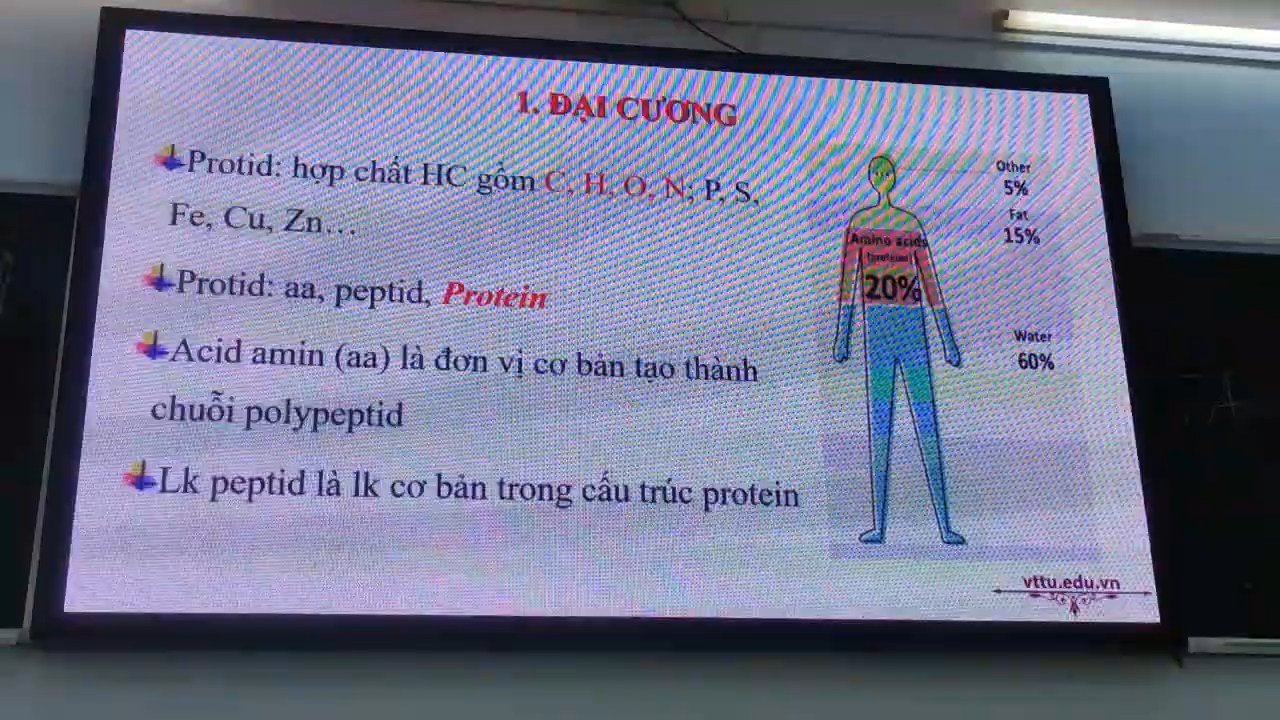 1. ĐẠI CƯƠNG
Protid: hợp chất HC gồm C, H, O, N; P, S,
Fe, Cu, Zn…
Protid: aa, peptid, Protein
Acid amin (aa) là đơn vị cơ bản tạo thành
chuỗi polypeptid
Lk peptid là lk cơ bản trong cấu trúc protein
Other
5%
Fat
15%
Amino acids
(proteins)
20%
Water
60%
vttu.edu.vn